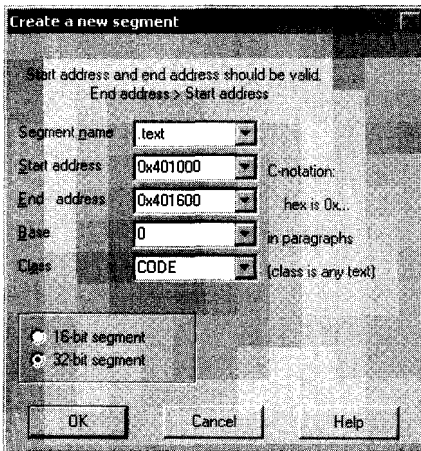 Create a new segment
Start address and end address should be valid.
End address > Start address
Segment name .text
Start address 0x401000 C-notation:
End address 0x401600 hex is 0x...
Base 0 in paragraphs
Class CODE (class is any text)
16-bit segment
32-bit segment
OK Cancel Help